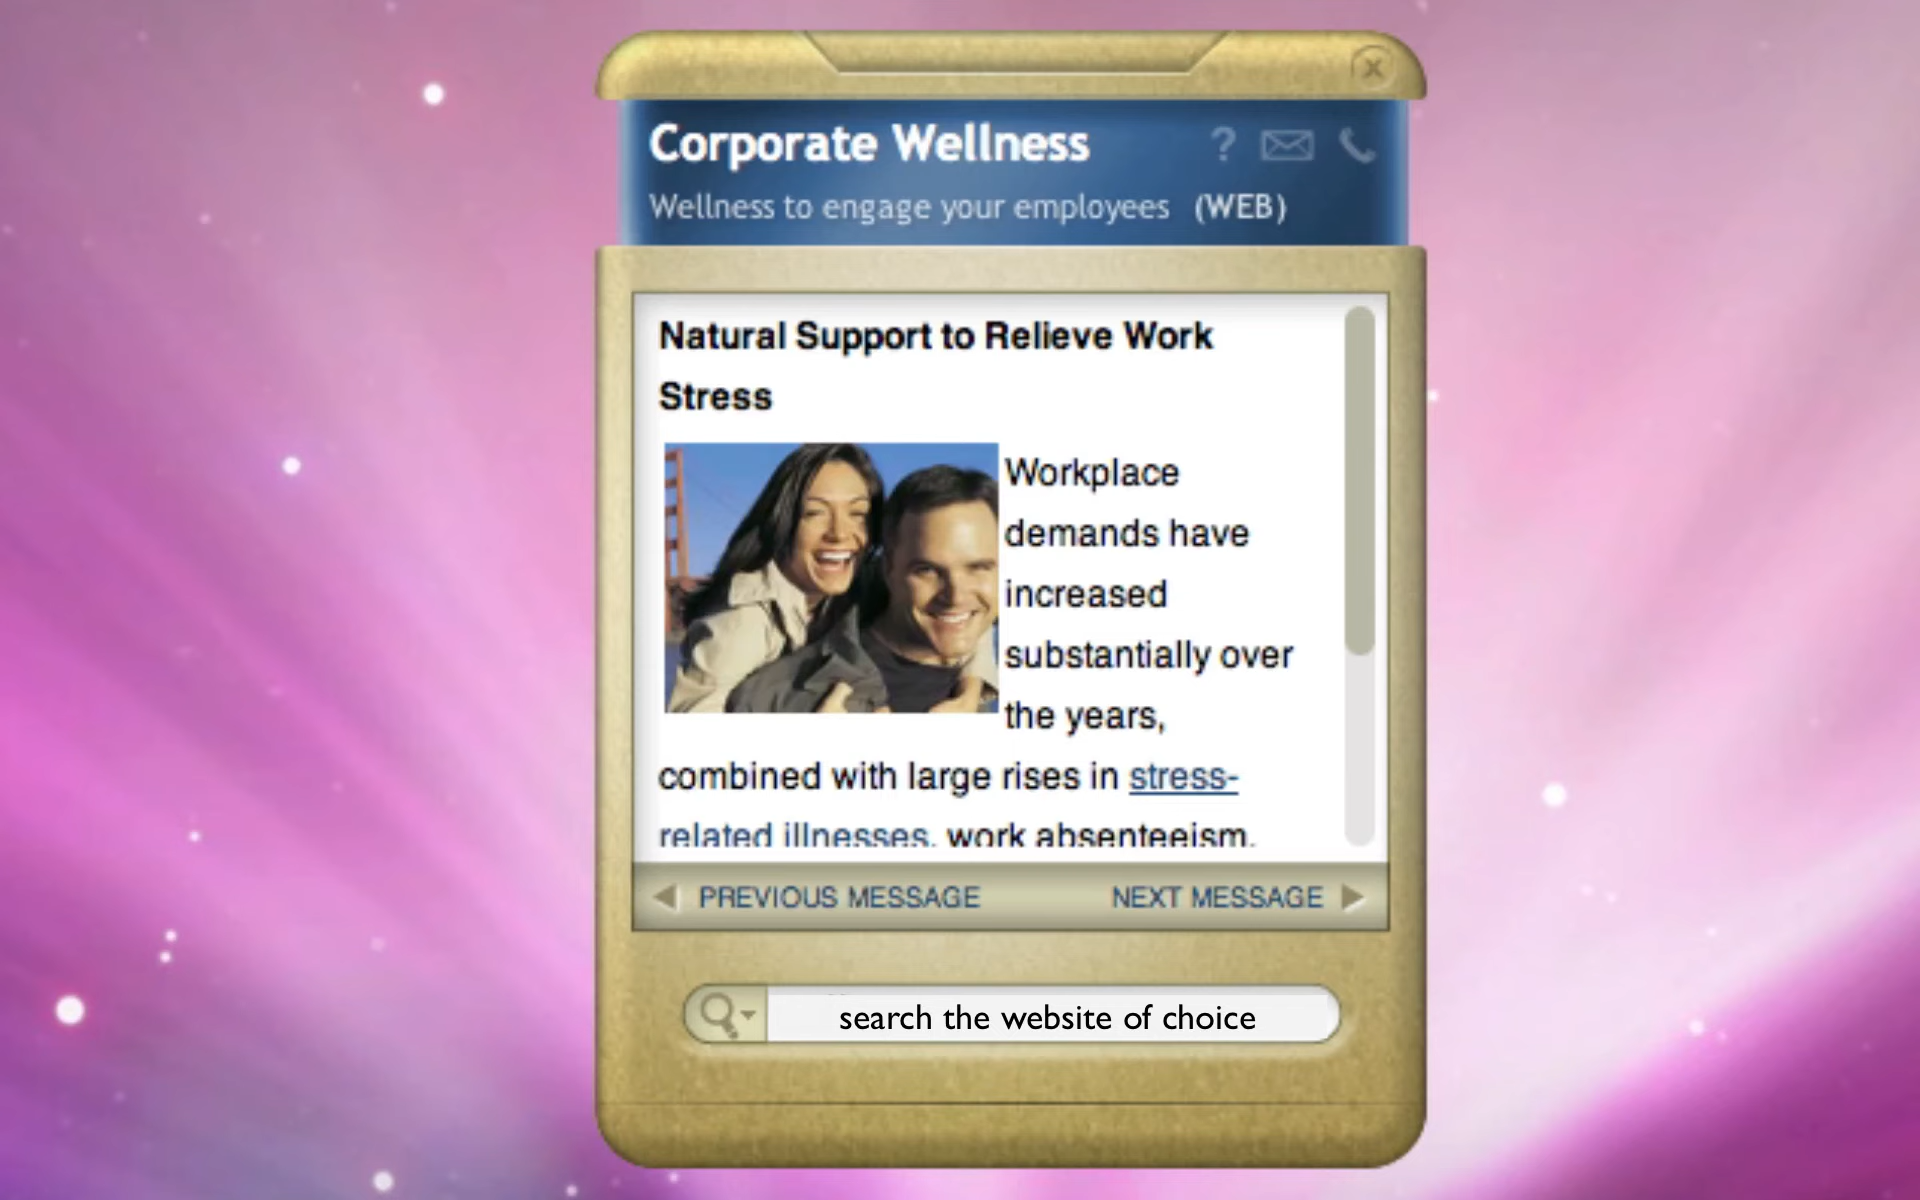 Corporate Wellness
Wellness to engage your employees (WEB)
Natural Support to Relieve Work
Stress
Workplace
demands have
increased
substantially over
the years,
combined with large rises in stress-
related illnesses, work absenteeism,
PREVIOUS MESSAGE NEXT MESSAGE
search the website of choice